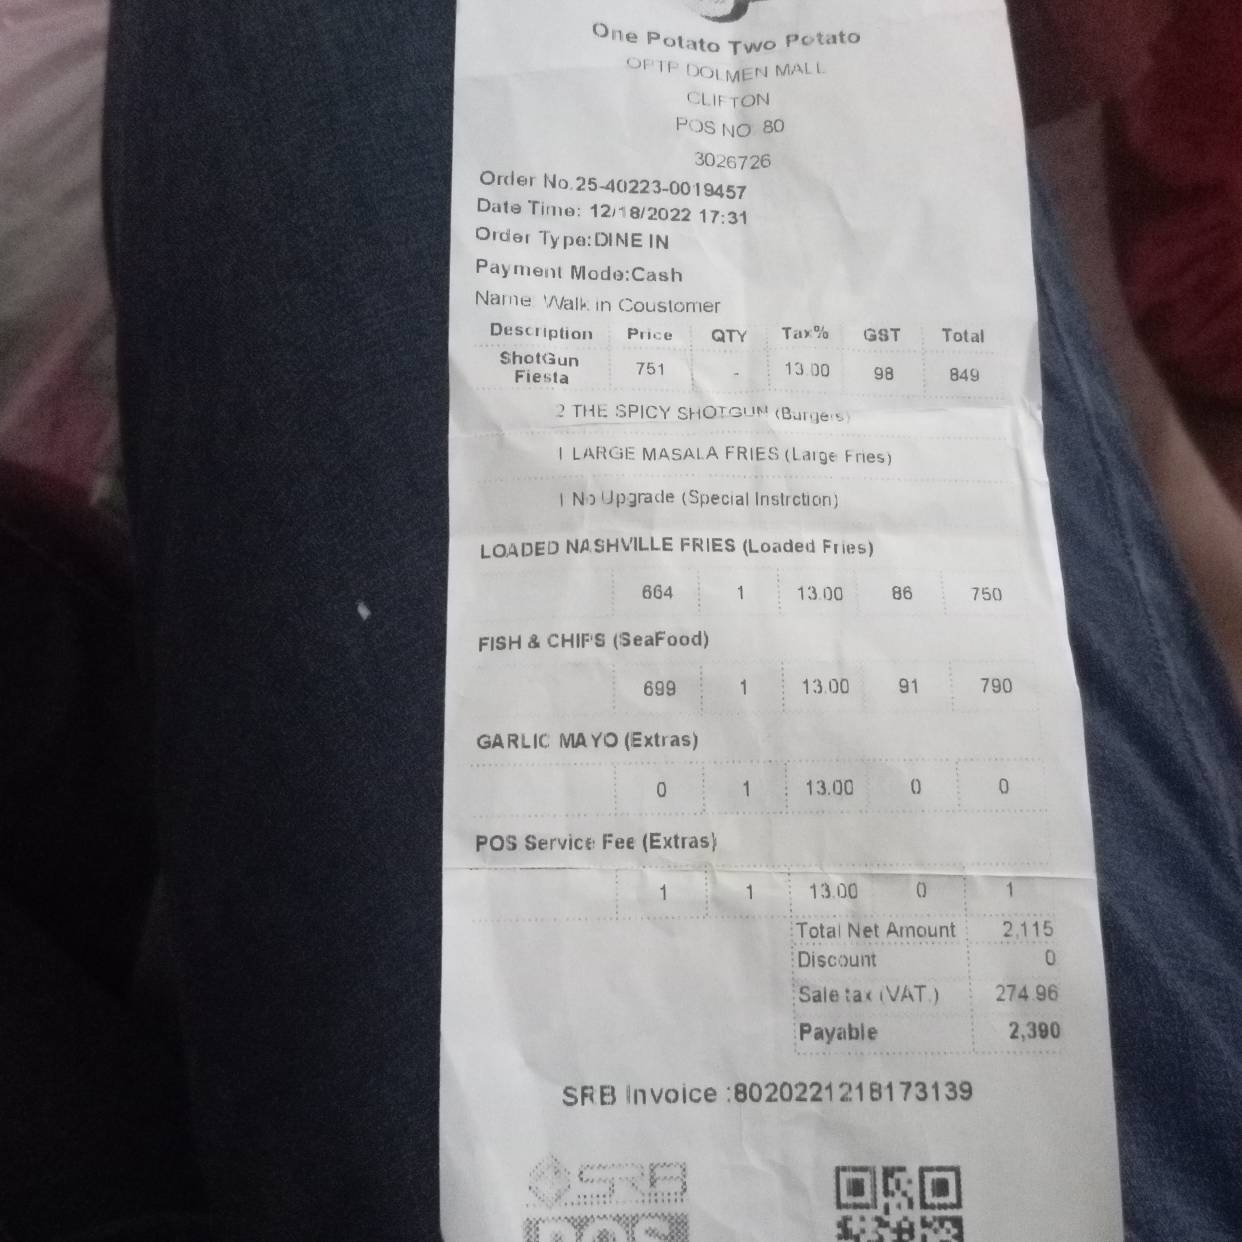 One Potato Two Potato
OPTP DOLMEN MALL
CLIFTON
POS NO 80
3026726
Order No.25-40223-0019457
Date Time: 12/18/2022 17:31
Order Type:DINE IN
Payment Mode:Cash
Name: Walk in Coustomer
Description Price QTY Tax% GST Total
ShotGun Fiesta 751 - 13.00 98 849
2 THE SPICY SHOTGUN (Burgers)
1 LARGE MASALA FRIES (Large Fries)
1 No Upgrade (Special Instrction)
LOADED NASHVILLE FRIES (Loaded Fries)
664 1 13.00 86 750
FISH & CHIPS (SeaFood)
699 1 13.00 91 790
GARLIC MAYO (Extras)
0 1 13.00 0 0
POS Service Fee (Extras)
1 1 13.00 0 1
Total Net Amount 2,115
Discount 0
Sale tax (VAT.) 274.96
Payable 2,390
SRB Invoice :8020221218173139
SRB
POS